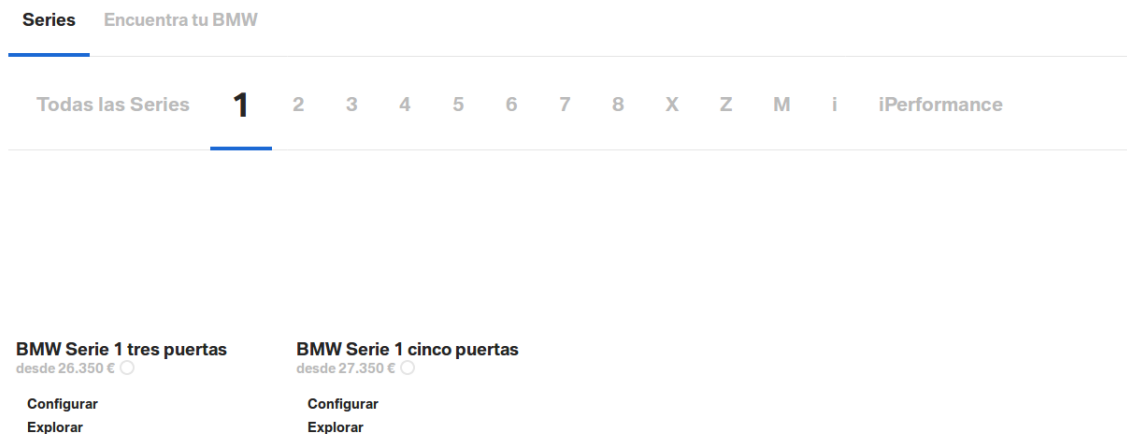 Series Encuentra tu BMW
Todas las Series 1 2 3 4 5 6 7 8 X Z M i iPerformance
BMW Serie 1 tres puertas BMW Serie 1 cinco puertas
desde 26.350 € desde 27.350 €
Configurar Configurar
Explorar Explorar